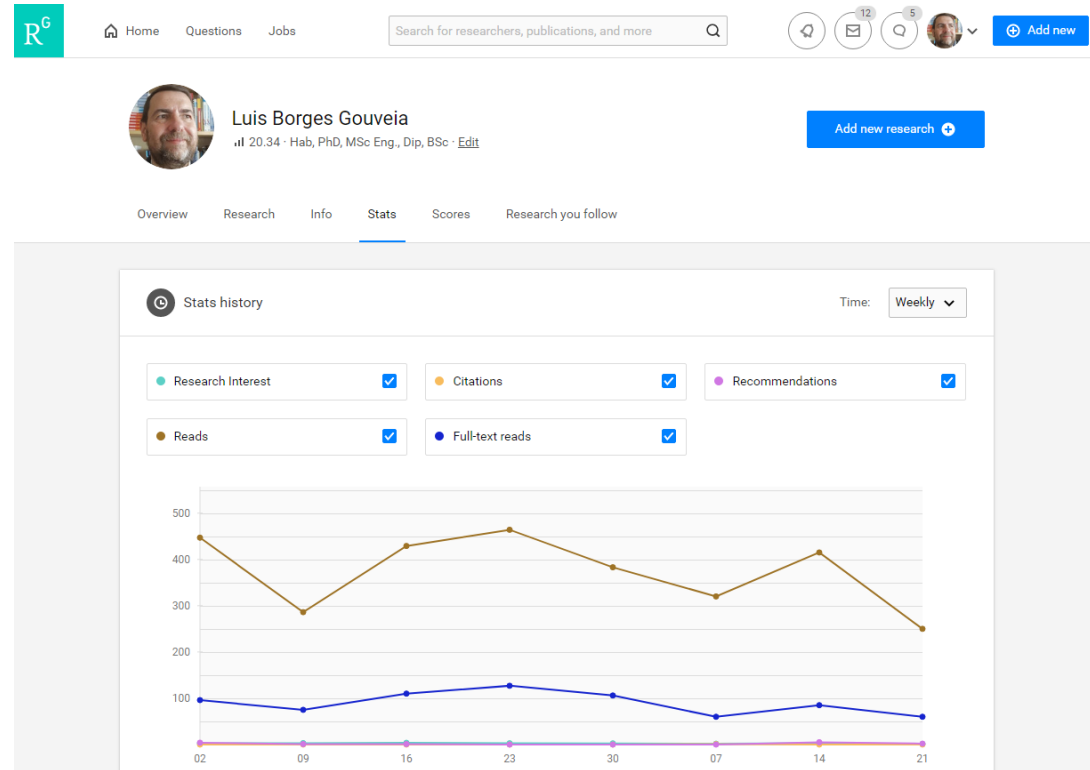 RG
Home Questions Jobs Search for researchers, publications, and more 12 5 Add new
Luis Borges Gouveia
20.34 · Hab, PhD, MSc Eng., Dip, BSc · Edit
Add new research
Overview Research Info Stats Scores Research you follow
Stats history
Time: Weekly
Research Interest Citations Recommendations
Reads Full-text reads
500
400
300
200
100
02 09 16 23 30 07 14 21